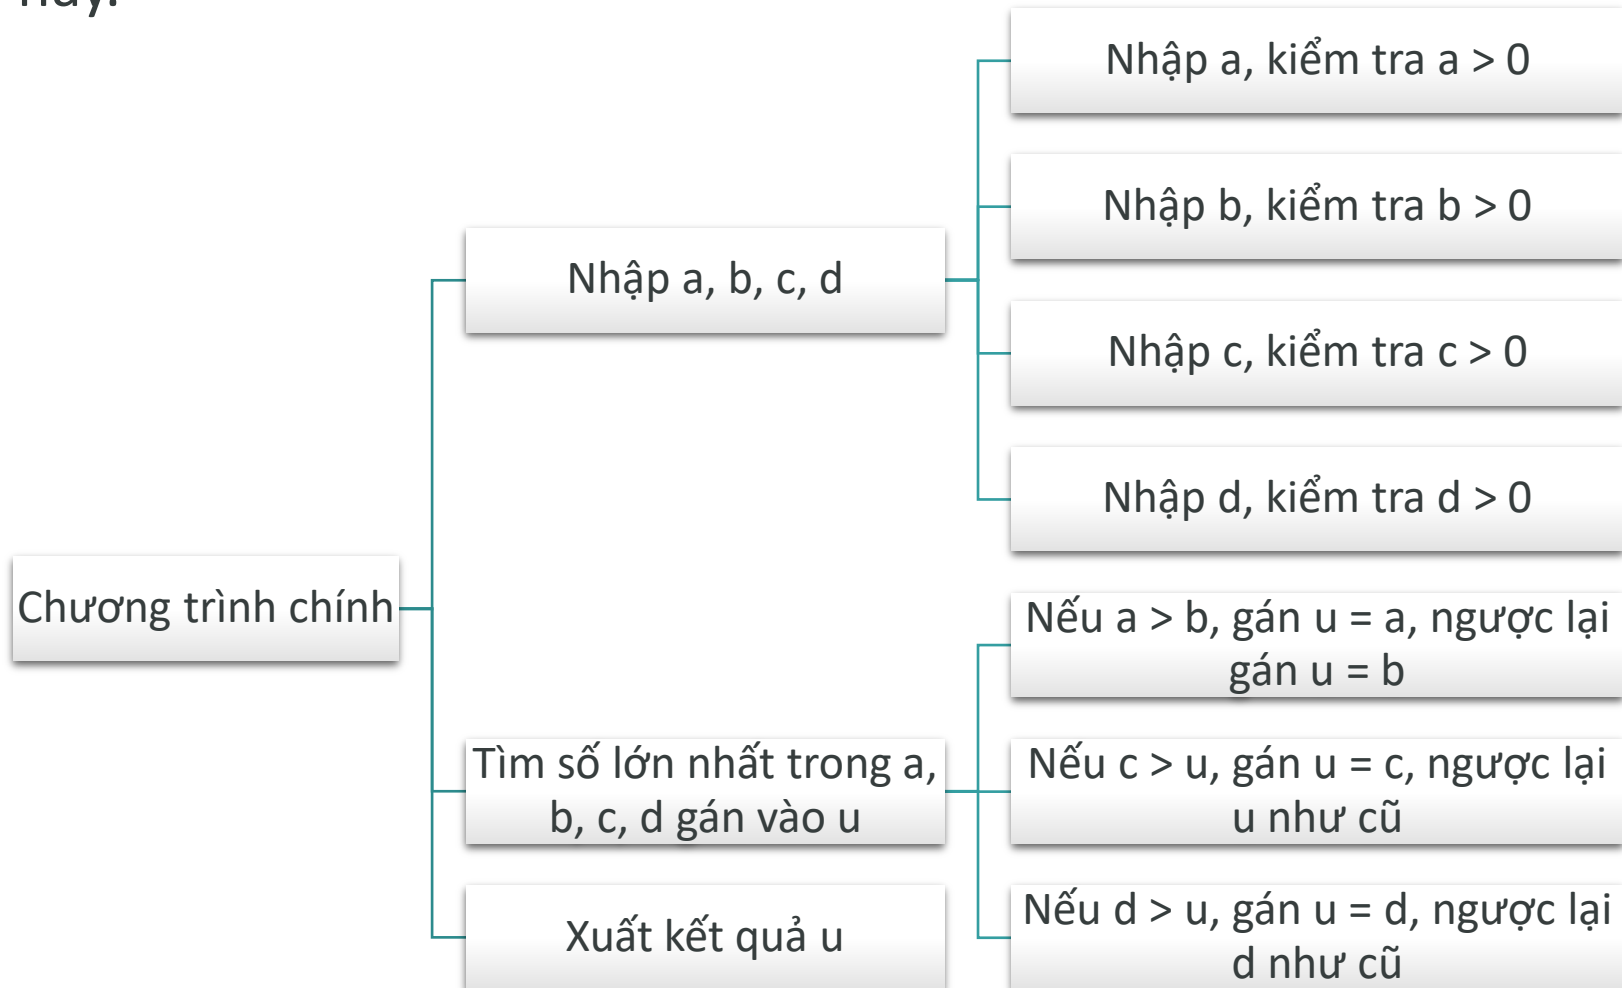 Nhập a, kiểm tra a > 0
Nhập b, kiểm tra b > 0
Nhập a, b, c, d
Nhập c, kiểm tra c > 0
Nhập d, kiểm tra d > 0
Chương trình chính
Nếu a > b, gán u = a, ngược lại
gán u = b
Tìm số lớn nhất trong a,
b, c, d gán vào u
Nếu c > u, gán u = c, ngược lại
u như cũ
Xuất kết quả u
Nếu d > u, gán u = d, ngược lại
d như cũ